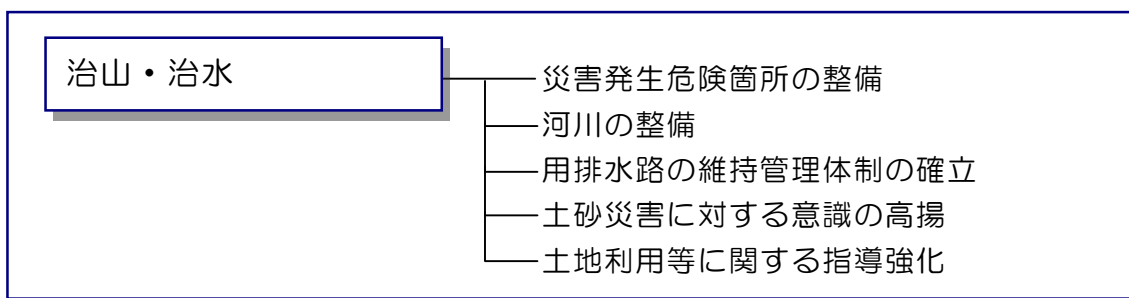 治山・治水
災害発生危険箇所の整備
河川の整備
用排水路の維持管理体制の確立
土砂災害に対する意識の高揚
土地利用等に関する指導強化